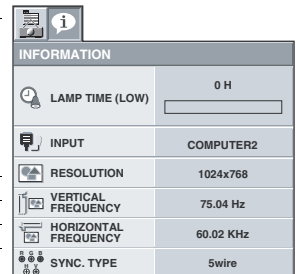 INFORMATION
LAMP TIME (LOW)
0 H
INPUT
COMPUTER2
RESOLUTION
1024x768
VERTICAL
FREQUENCY
75.04 Hz
HORIZONTAL
FREQUENCY
60.02 KHz
R G B
H V
SYNC. TYPE
5wire